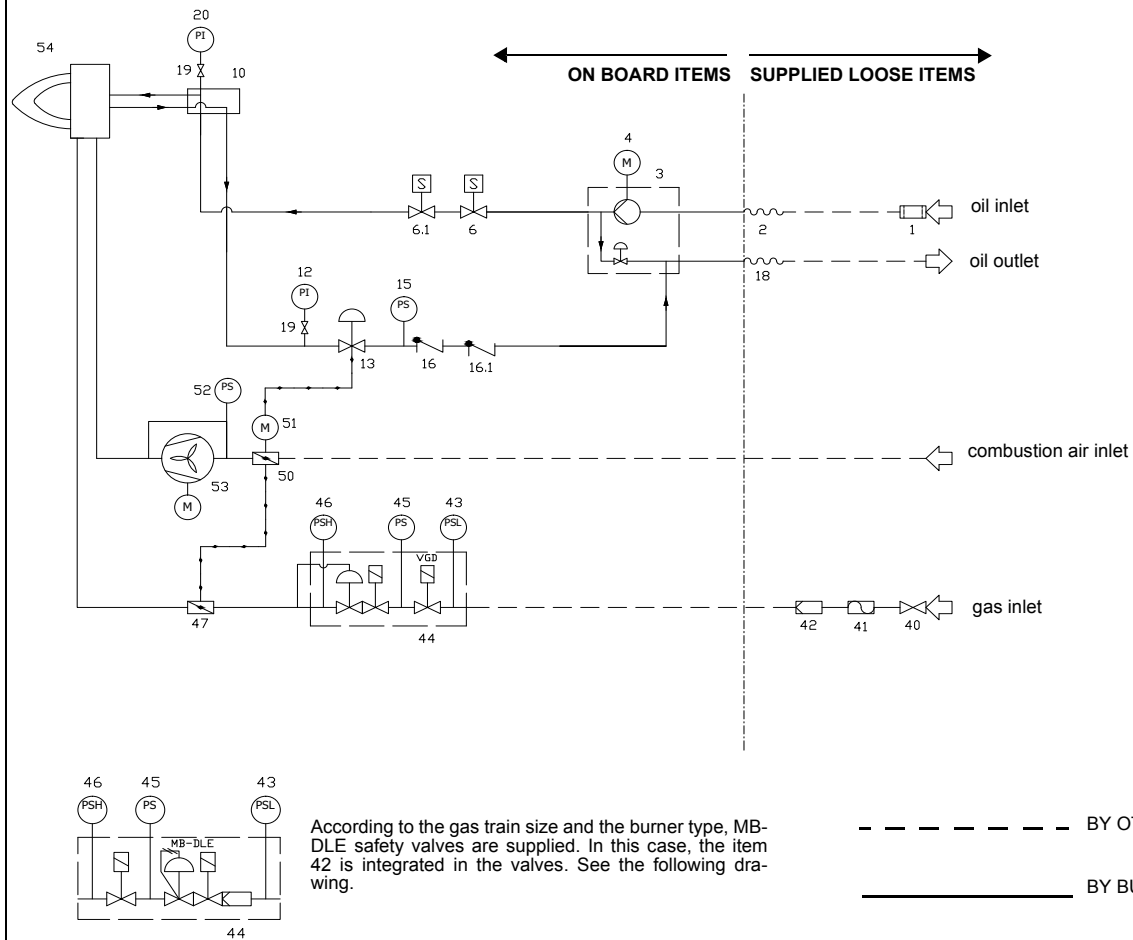 20
54
PI
19
10
ON BOARD ITEMS
SUPPLIED LOOSE ITEMS
4
M
3
S
S
6.1
6
2
1
oil inlet
oil outlet
18
12
PI
19
15
PS
13
16
16.1
52
PS
M
51
50
53
M
combustion air inlet
46
45
43
PSH
PS
PSL
VGD
47
44
42
41
40
gas inlet
46
45
43
PSH
PS
PSL
MB-DLE
44
According to the gas train size and the burner type, MB-
DLE safety valves are supplied. In this case, the item
42 is integrated in the valves. See the following dra-
wing.
BY OT
BY BU